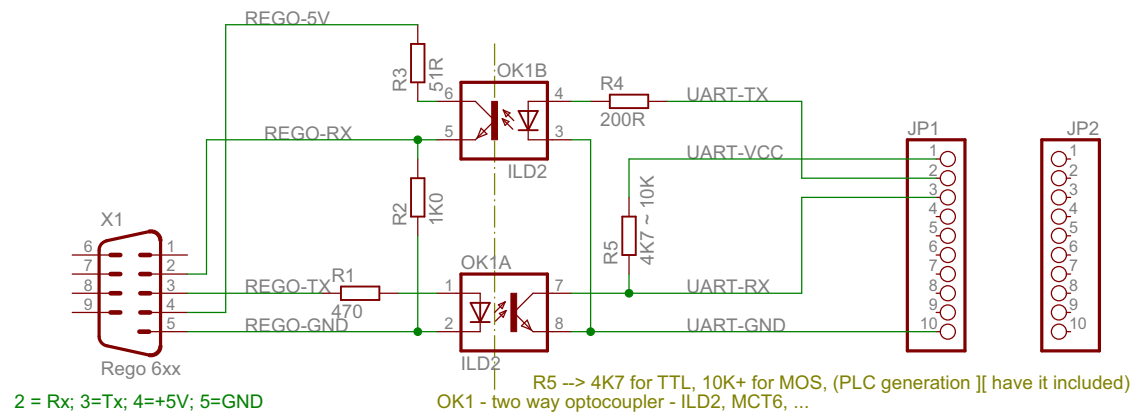 REGO-5V
R3
51R
OK1B
6
4
5
3
ILD2
R4
200R
UART-TX
REGO-RX
UART-VCC
JP1
1
2
3
4
5
6
7
8
9
10
JP2
1
2
3
4
5
6
7
8
9
10
R2
1K0
R5
4K7 ~ 10K
X1
6
7
8
9
1
2
3
4
5
Rego 6xx
REGO-TX
R1
470
REGO-GND
OK1A
1
7
2
8
ILD2
UART-RX
UART-GND
R5 --> 4K7 for TTL, 10K+ for MOS, (PLC generation ][ have it included)
2 = Rx; 3=Tx; 4=+5V; 5=GND
OK1 - two way optocoupler - ILD2, MCT6, ...